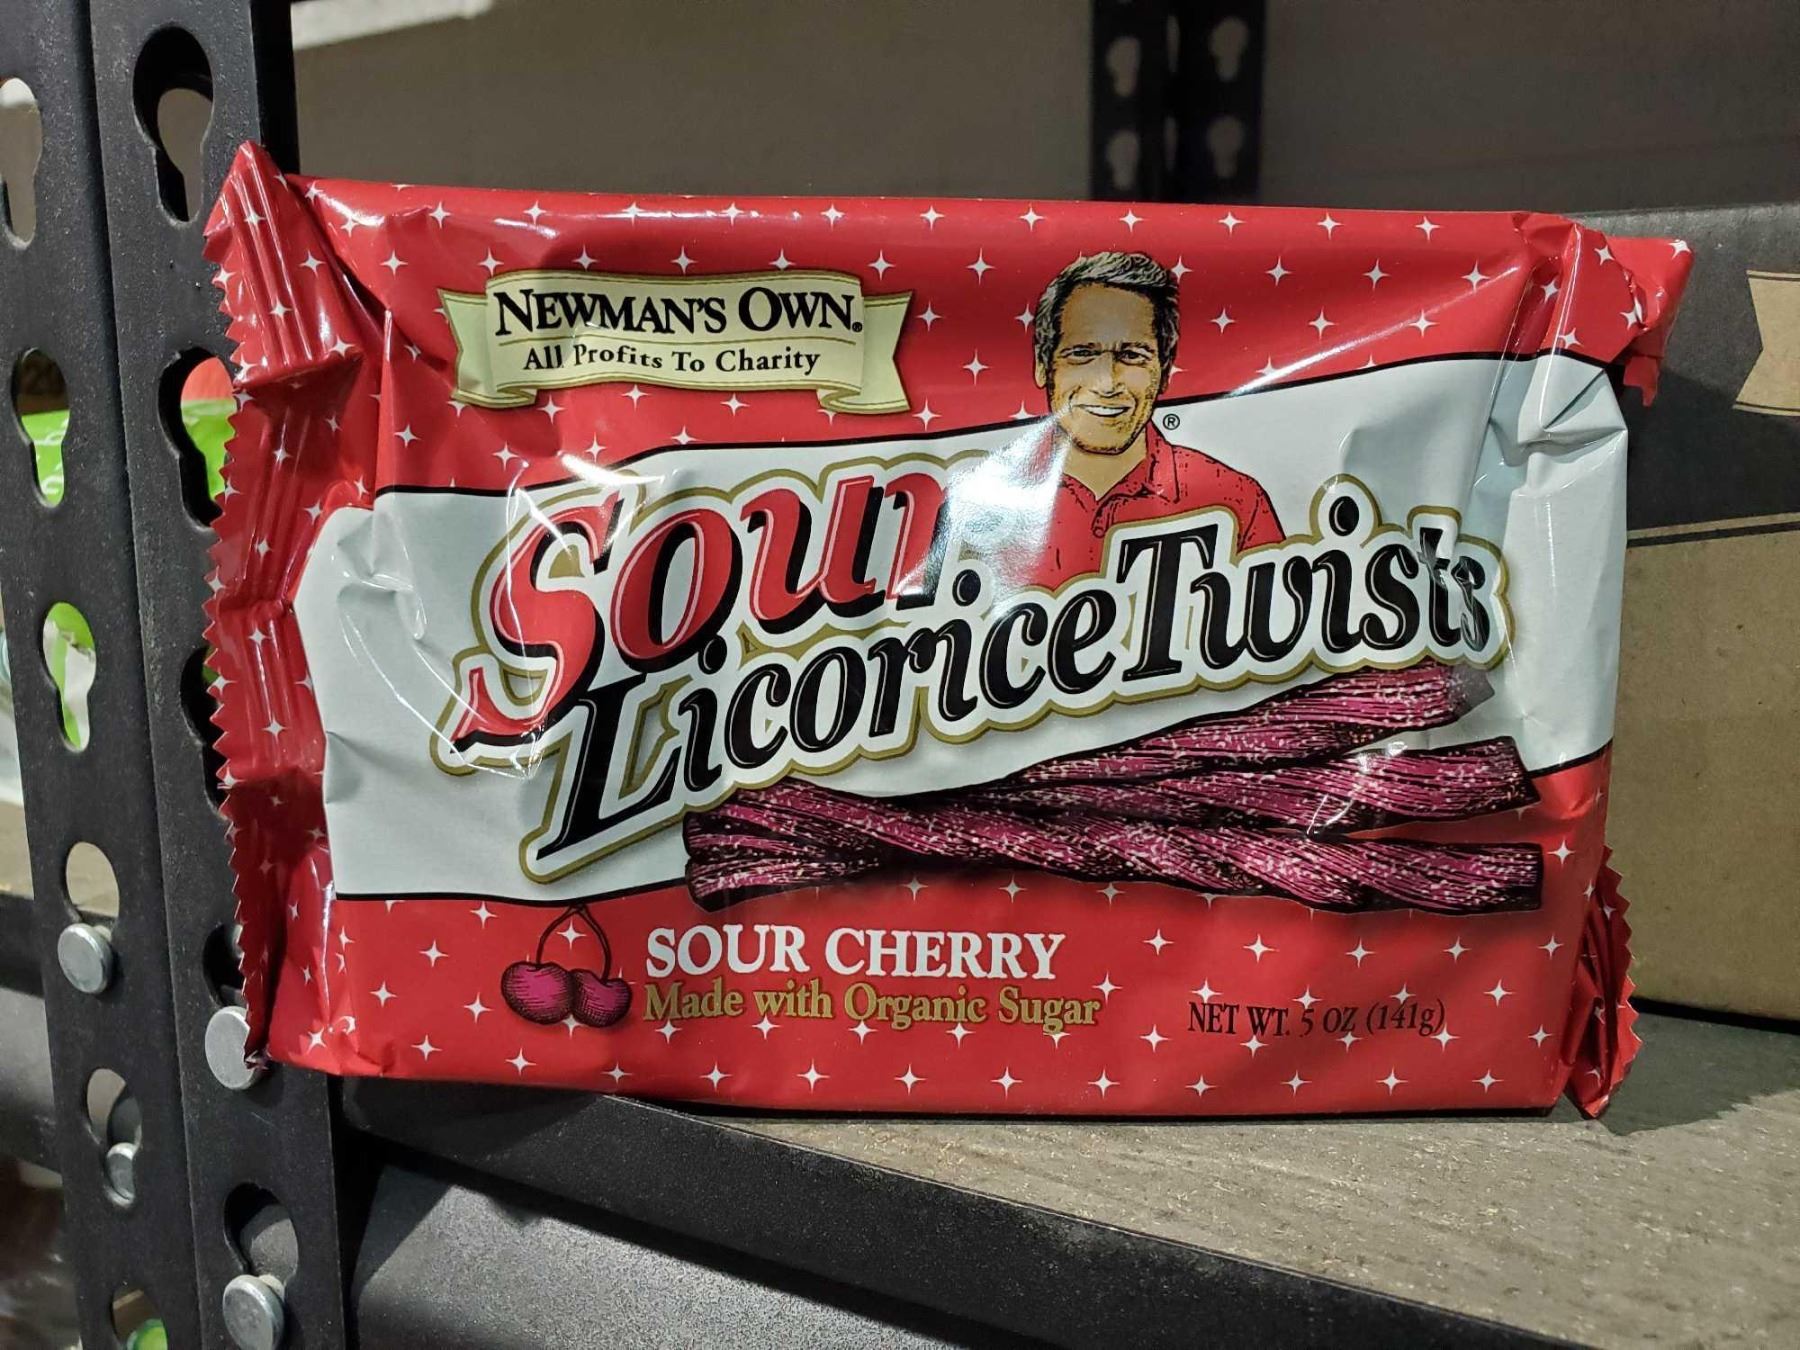 NEWMAN'S OWN®
All Profits To Charity
®
Sour
Licorice Twists
SOUR CHERRY
Made with Organic Sugar
NET WT. 5 OZ (141g)